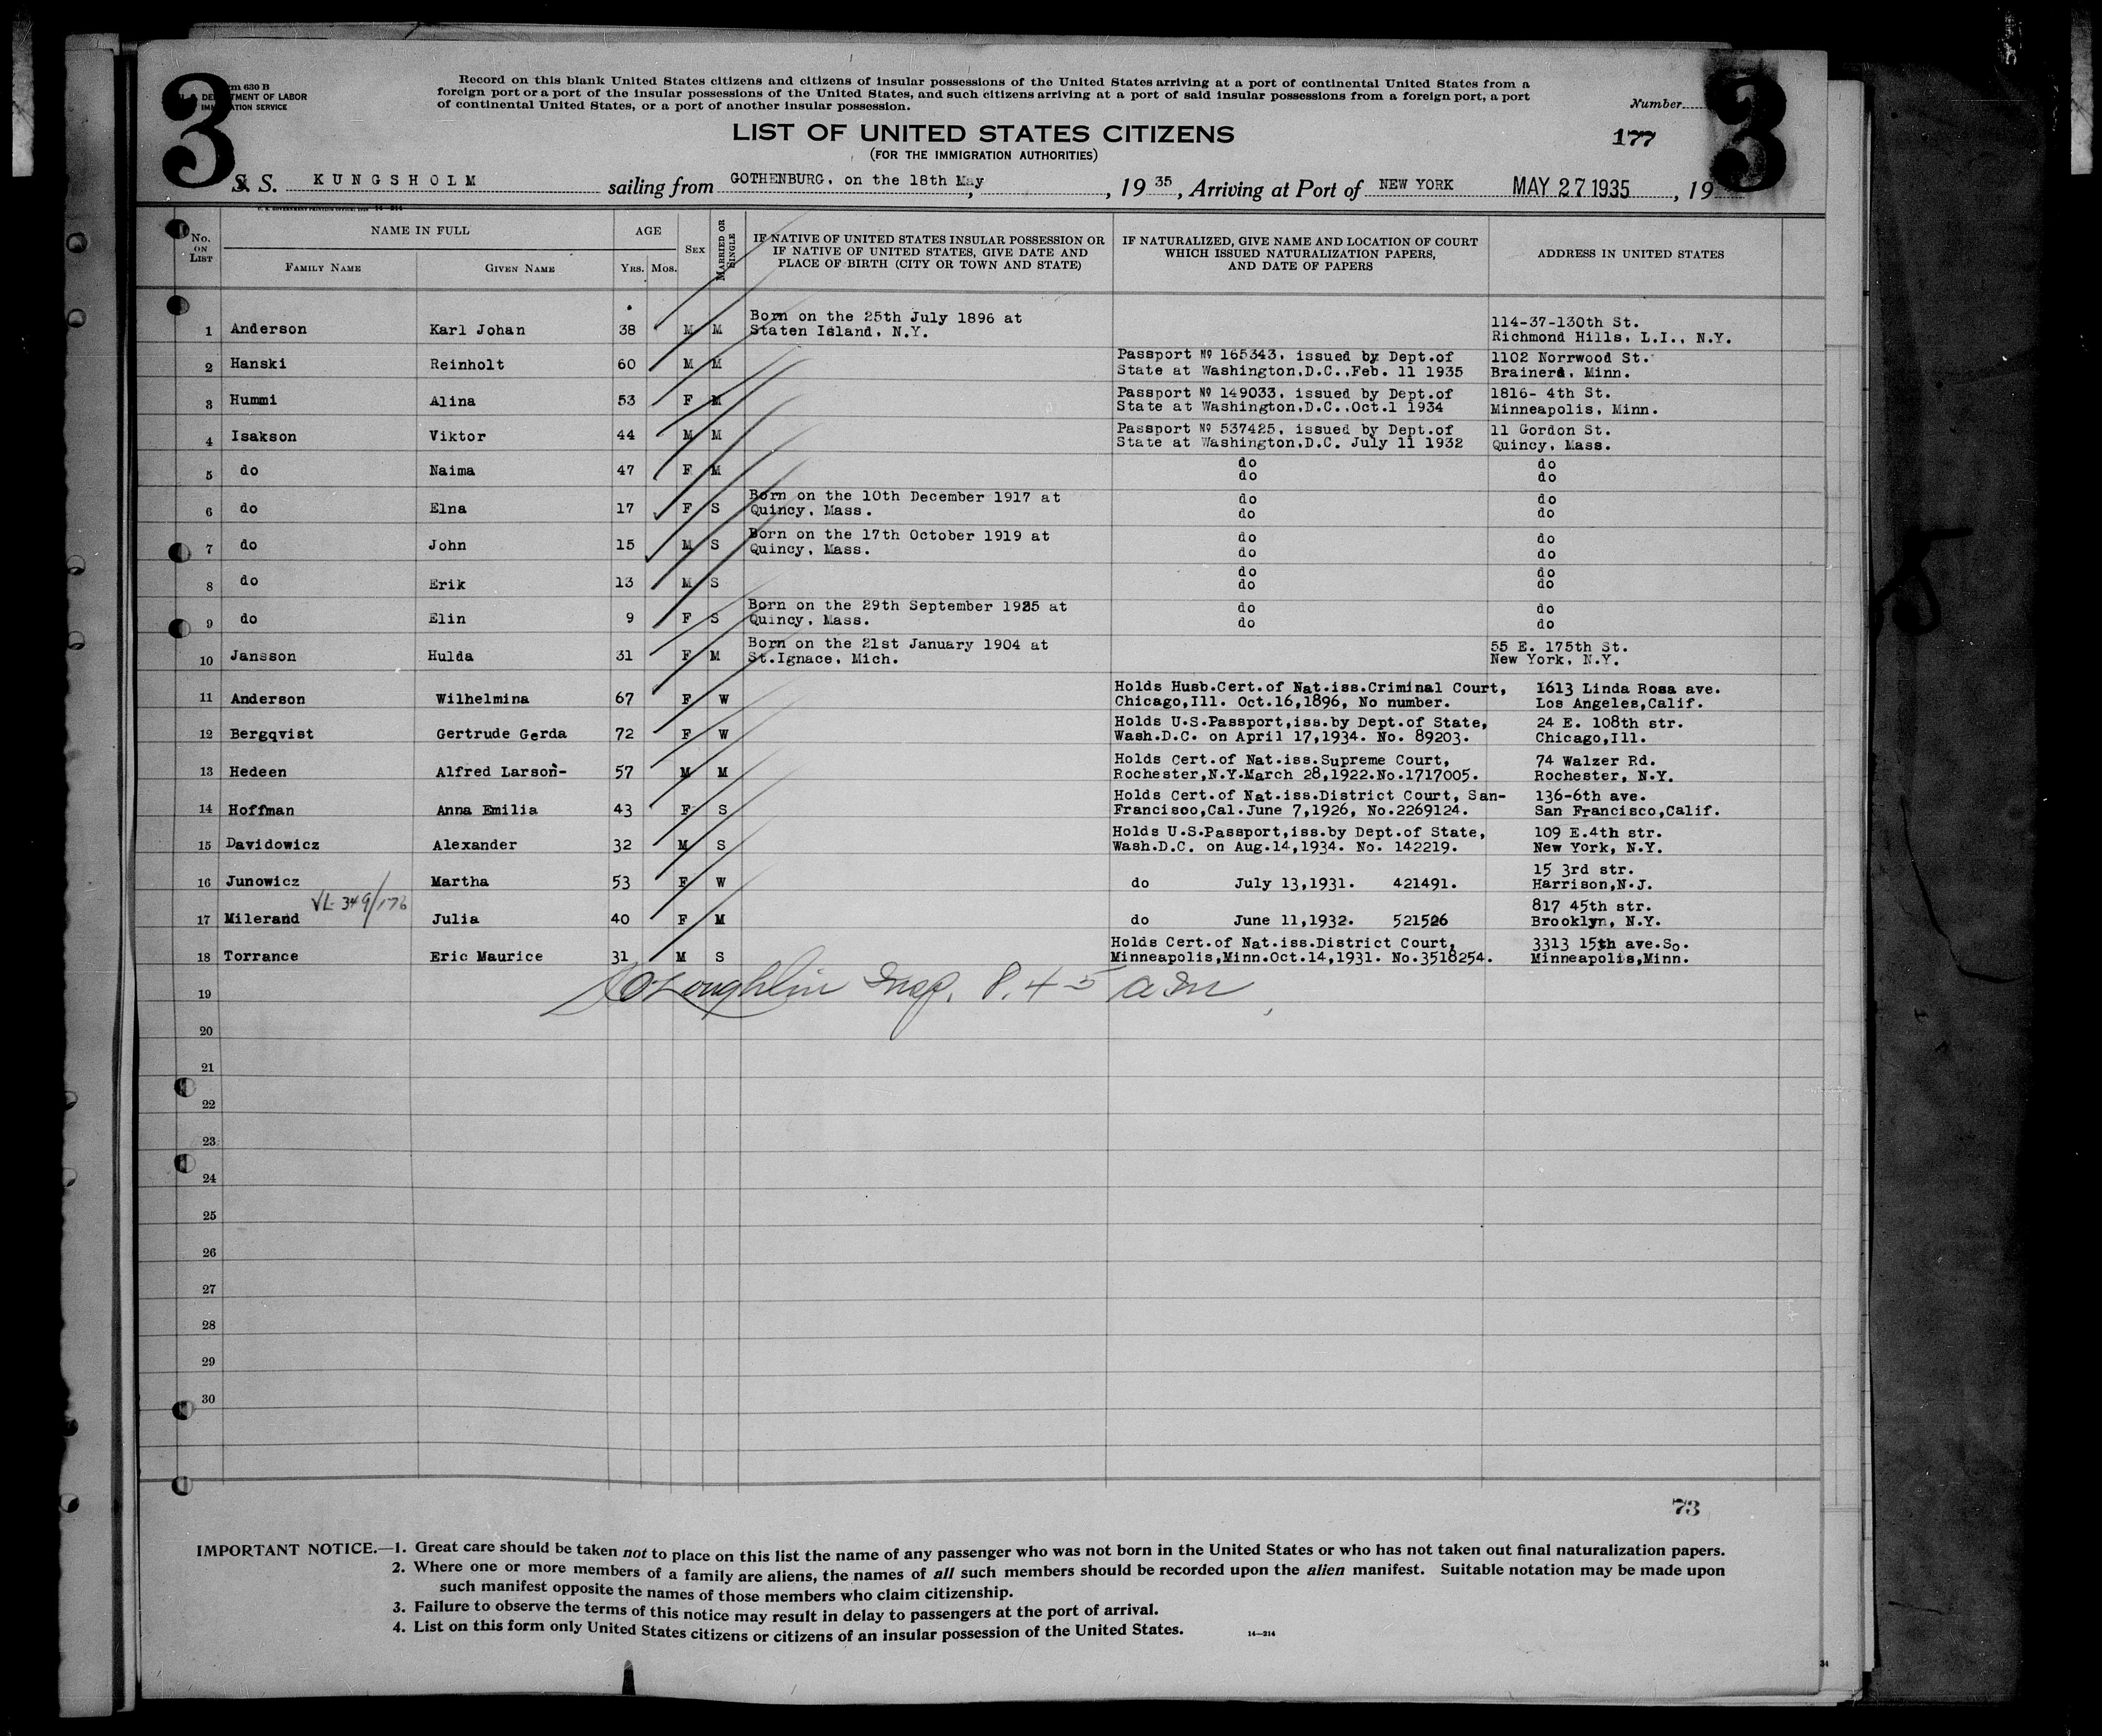 3
Form 630 B
U. S. DEPARTMENT OF LABOR
IMMIGRATION SERVICE
Record on this blank United States citizens and citizens of insular possessions of the United States arriving at a port of continental United States from a
foreign port or a port of the insular possessions of the United States, and such citizens arriving at a port of said insular possessions from a foreign port, a port
of continental United States, or a port of another insular possession.
Number
3
LIST OF UNITED STATES CITIZENS
177
(FOR THE IMMIGRATION AUTHORITIES)
S. S. KUNGSHOLM sailing from GOTHENBURG, on the 18th May, 19 35, Arriving at Port of NEW YORK MAY 27 1935, 19
No. ON LIST
NAME IN FULL
FAMILY NAME
GIVEN NAME
AGE
YRS. MOS.
SEX
MARRIED OR SINGLE
IF NATIVE OF UNITED STATES INSULAR POSSESSION OR
IF NATIVE OF UNITED STATES, GIVE DATE AND
PLACE OF BIRTH (CITY OR TOWN AND STATE)
IF NATURALIZED, GIVE NAME AND LOCATION OF COURT
WHICH ISSUED NATURALIZATION PAPERS,
AND DATE OF PAPERS
ADDRESS IN UNITED STATES
1 Anderson Karl Johan 38 M M Born on the 25th July 1896 at
Staten Island, N.Y.
114-37-130th St.
Richmond Hills, L.I., N.Y.
2 Hanski Reinholt 60 M M Passport № 165343, issued by Dept.of
State at Washington,D.C.,Feb. 11 1935
1102 Norrwood St.
Brainerd, Minn.
3 Hummi Alina 53 F M Passport № 149033, issued by Dept.of
State at Washington,D.C.,Oct.1 1934
1816- 4th St.
Minneapolis, Minn.
4 Isakson Viktor 44 M M Passport № 537425, issued by Dept.of
State at Washington,D.C. July 11 1932
11 Gordon St.
Quincy, Mass.
5 do Naima 47 F M do do
do do
6 do Elna 17 F S Born on the 10th December 1917 at do do
Quincy, Mass. do do
7 do John 15 M S Born on the 17th October 1919 at do do
Quincy, Mass. do do
8 do Erik 13 M S do do
do do
9 do Elin 9 F S Born on the 29th September 1925 at do do
Quincy, Mass. do do
10 Jansson Hulda 31 F M Born on the 21st January 1904 at
St.Ignace, Mich.
55 E. 175th St.
New York, N.Y.
11 Anderson Wilhelmina 67 F W Holds Husb.Cert.of Nat.iss.Criminal Court,
Chicago,Ill. Oct.16,1896, No number.
1613 Linda Rosa ave.
Los Angeles,Calif.
12 Bergqvist Gertrude Gerda 72 F W Holds U.S.Passport,iss.by Dept.of State,
Wash.D.C. on April 17,1934. No. 89203.
24 E. 108th str.
Chicago,Ill.
13 Hedeen Alfred Larson- 57 M M Holds Cert.of Nat.iss.Supreme Court,
Rochester,N.Y.March 28,1922.No.1717005.
74 Walzer Rd.
Rochester, N.Y.
14 Hoffman Anna Emilia 43 F S Holds Cert.of Nat.iss.District Court, San-
Francisoo,Cal.June 7,1926, No.2269124.
136-6th ave.
San Francisco,Calif.
15 Davidowicz Alexander 32 M S Holds U.S.Passport,iss.by Dept.of State,
Wash.D.C. on Aug.14,1934. No. 142219.
109 E.4th str.
New York, N.Y.
16 Junowicz Martha 53 F W do July 13,1931. 421491.
15 3rd str.
Harrison,N.J.
VL-349/176
17 Milerand Julia 40 F M do June 11,1932. 521526
817 45th str.
Brooklyn, N.Y.
18 Torrance Eric Maurice 31 M S Holds Cert.of Nat.iss.District Court,
Minneapolis,Minn.Oct.14,1931. No.3518254.
3313 15th ave.So.
Minneapolis,Minn.
O'Loughlin Insp. 8.45 am
19
20
21
22
23
24
25
26
27
28
29
30
73
IMPORTANT NOTICE.—1. Great care should be taken not to place on this list the name of any passenger who was not born in the United States or who has not taken out final naturalization papers.
2. Where one or more members of a family are aliens, the names of all such members should be recorded upon the alien manifest. Suitable notation may be made upon
such manifest opposite the names of those members who claim citizenship.
3. Failure to observe the terms of this notice may result in delay to passengers at the port of arrival.
4. List on this form only United States citizens or citizens of an insular possession of the United States.
14—214